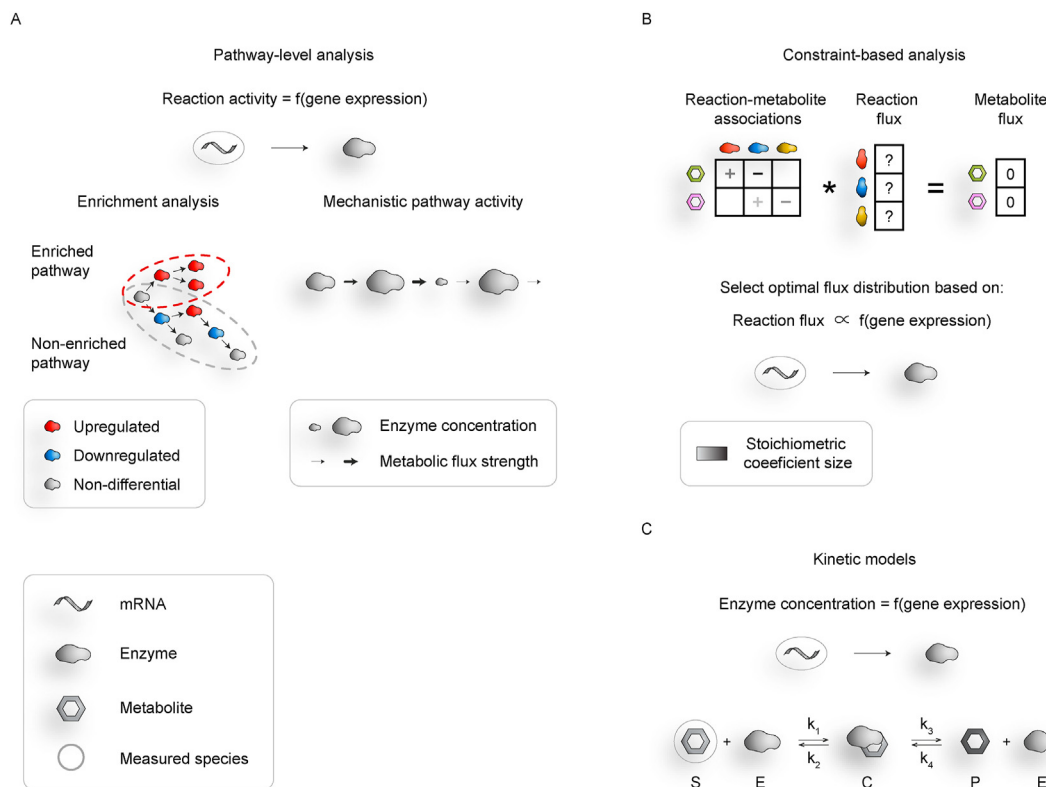 A
Pathway-level analysis
Reaction activity = f(gene expression)
Enrichment analysis
Mechanistic pathway activity
Enriched
pathway
Non-enriched
pathway
Upregulated
Downregulated
Non-differential
Enzyme concentration
Metabolic flux strength
mRNA
Enzyme
Metabolite
Measured species
B
Constraint-based analysis
Reaction-metabolite
associations
Reaction
flux
Metabolite
flux
+ −
+ −
*
?
?
?
=
0
0
Select optimal flux distribution based on:
Reaction flux ∝ f(gene expression)
Stoichiometric
coeeficient size
C
Kinetic models
Enzyme concentration = f(gene expression)
k₁ k₃
+ +
k₂ k₄
S E C P E